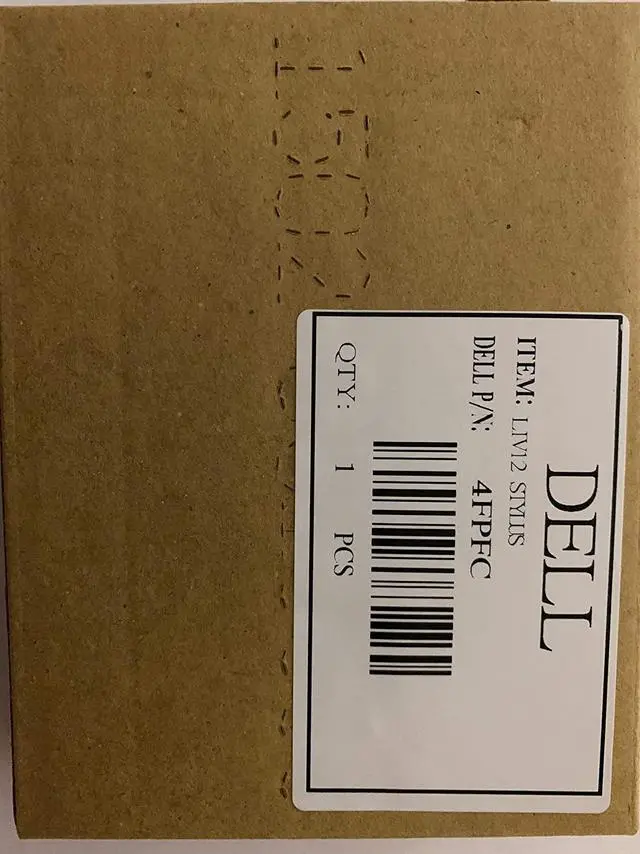 DELL
ITEM: LIV12 STYLUS
DELL P/N: 4FPFC
QTY: 1 PCS